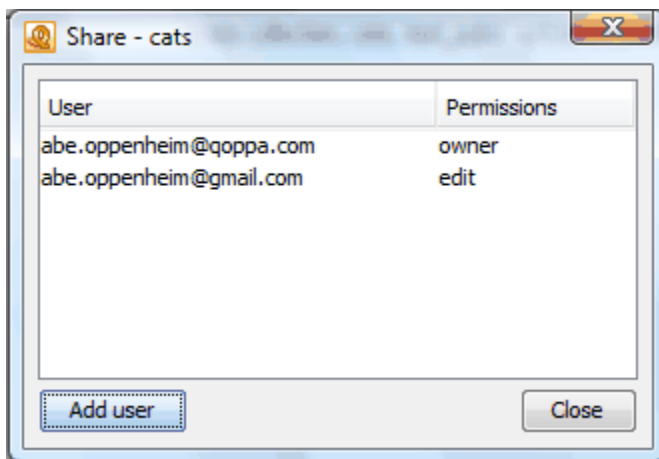 Share - cats
User Permissions
abe.oppenheim@qoppa.com owner
abe.oppenheim@gmail.com edit
Add user Close